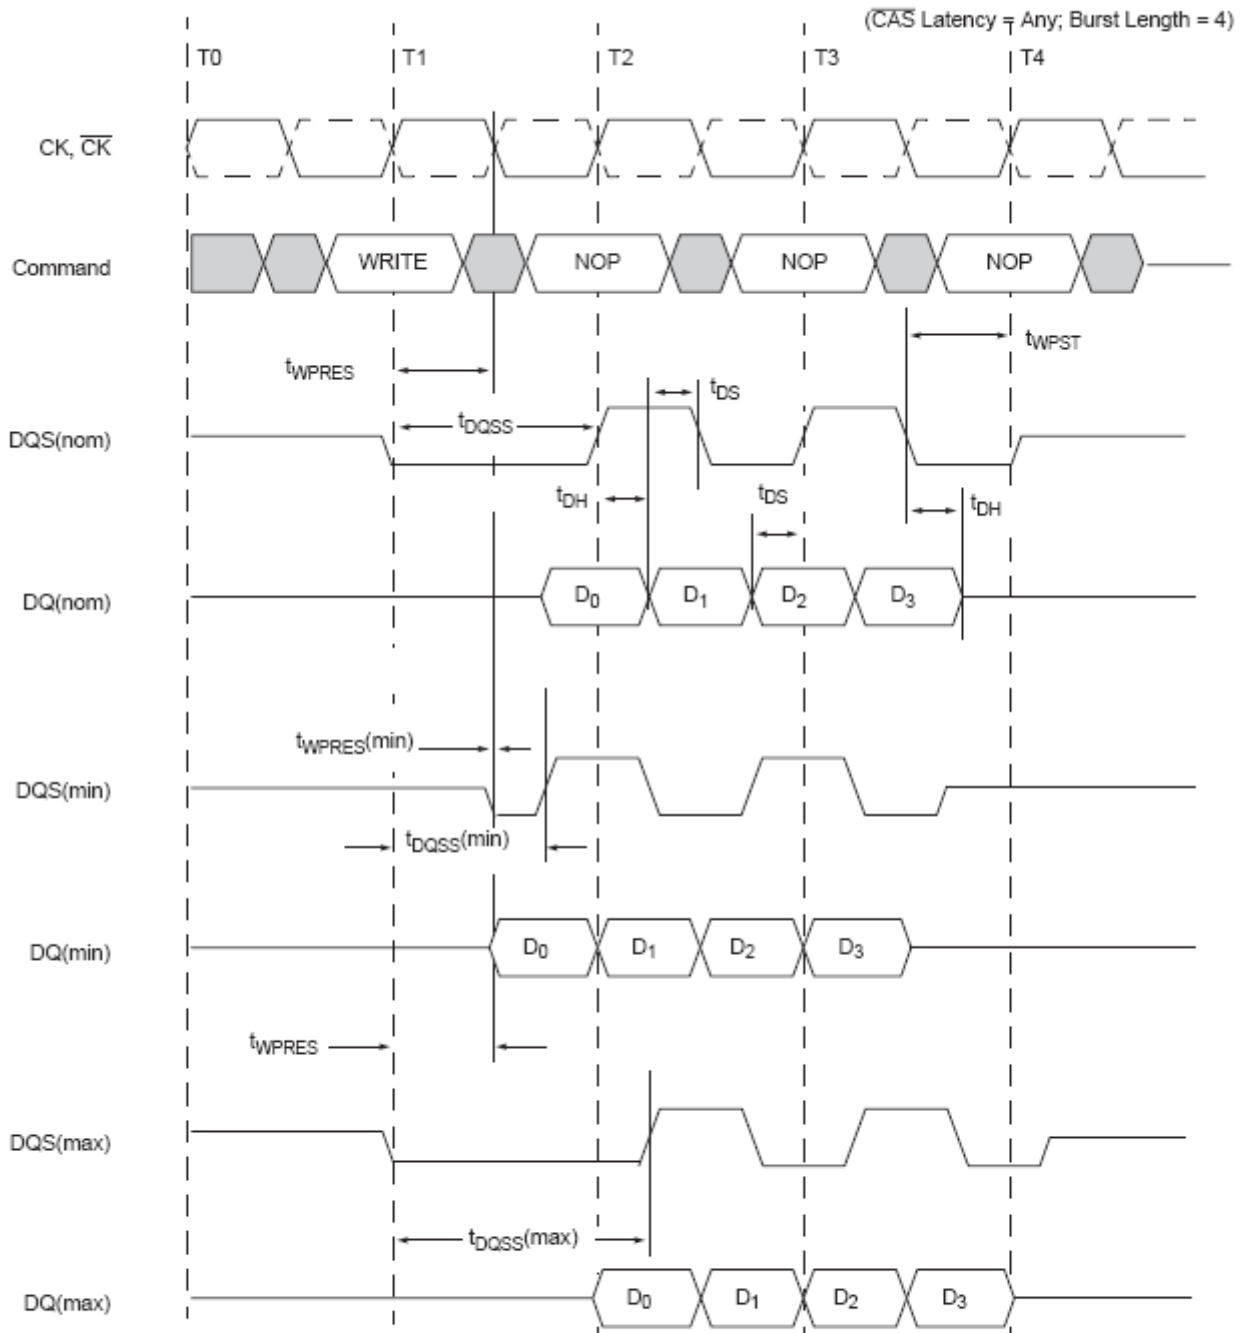 (C̅A̅S̅ Latency = Any; Burst Length = 4)
T0 T1 T2 T3 T4
CK, C̅K̅
Command WRITE NOP NOP NOP
tWPST
tWPRES
tDS
DQS(nom) tDQSS
tDH tDS tDH
DQ(nom) D0 D1 D2 D3
tWPRES(min)
DQS(min)
tDQSS(min)
DQ(min) D0 D1 D2 D3
tWPRES
DQS(max)
tDQSS(max)
DQ(max) D0 D1 D2 D3